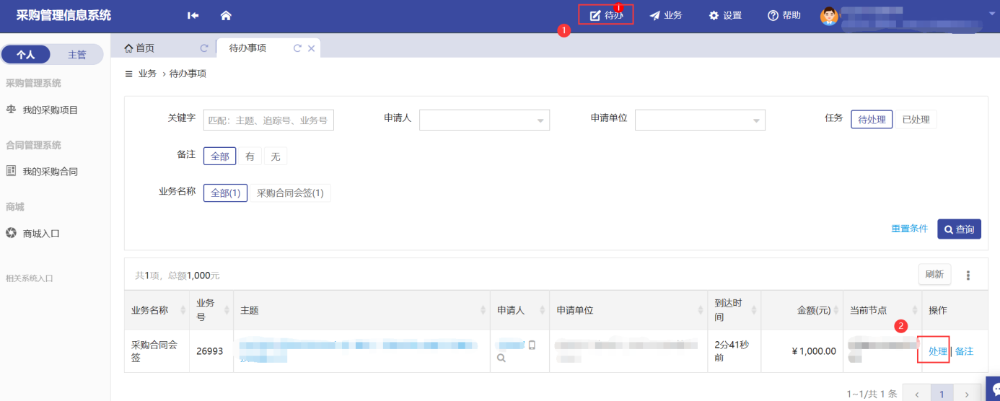 采购管理信息系统
待办 1
业务
设置
帮助
1
个人 主管
首页
待办事项
采购管理系统
我的采购项目
合同管理系统
我的采购合同
商城
商城入口
相关系统入口
业务 › 待办事项
关键字 匹配：主题、追踪号、业务号 申请人 申请单位 任务 待处理 已处理
备注 全部 有 无
业务名称 全部(1) 采购合同会签(1)
重置条件 查询
共1项，总额1,000元 刷新
业务名称 业务号 主题 申请人 申请单位 到达时间 金额(元) 当前节点 操作
2
采购合同会签 26993 2分41秒前 ¥1,000.00 处理 | 备注
1~1/共 1 条 ‹ 1 ›